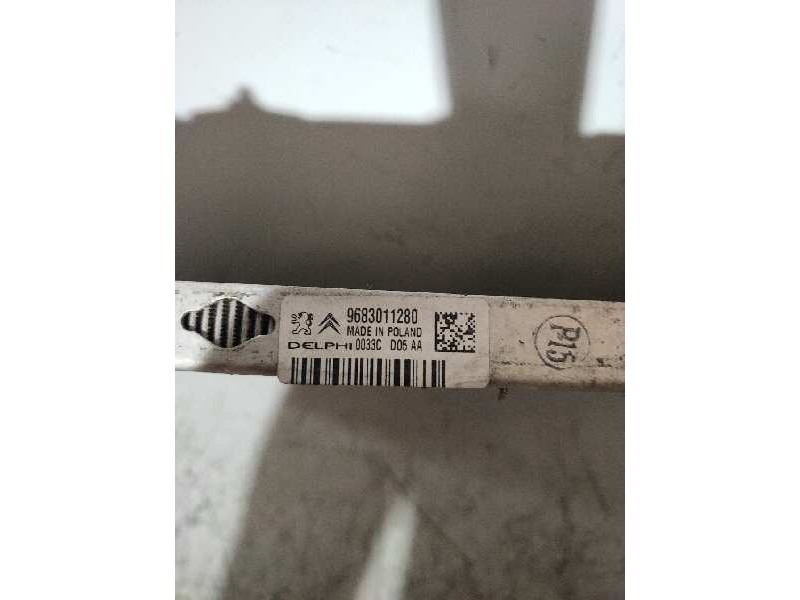 9683011280
MADE IN POLAND
DELPHI 0033C D05 AA
P15